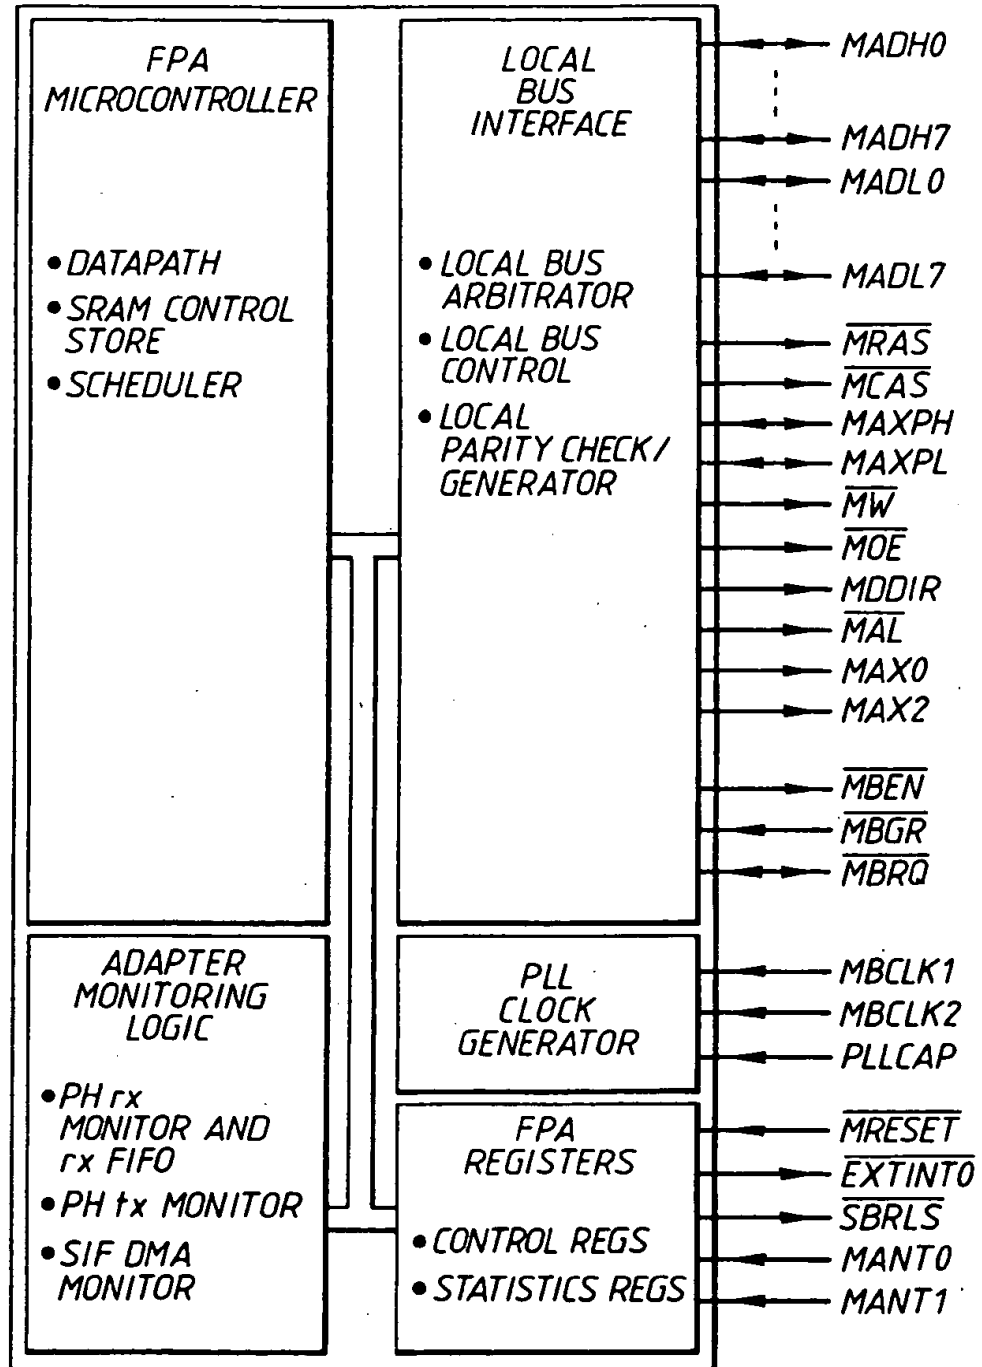 FPA
MICROCONTROLLER
• DATAPATH
• SRAM CONTROL
STORE
• SCHEDULER
LOCAL
BUS
INTERFACE
• LOCAL BUS
ARBITRATOR
• LOCAL BUS
CONTROL
• LOCAL
PARITY CHECK/
GENERATOR
MADH0
MADH7
MADL0
MADL7
MRAS
MCAS
MAXPH
MAXPL
MW
MOE
MDDIR
MAL
MAX0
MAX2
MBEN
MBGR
MBRQ
ADAPTER
MONITORING
LOGIC
• PH rx
MONITOR AND
rx FIFO
• PH tx MONITOR
• SIF DMA
MONITOR
PLL
CLOCK
GENERATOR
MBCLK1
MBCLK2
PLLCAP
FPA
REGISTERS
• CONTROL REGS
• STATISTICS REGS
MRESET
EXTINT0
SBRLS
MANT0
MANT1